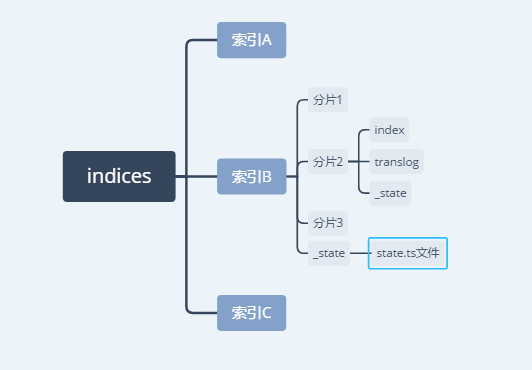 indices
索引A
索引B
分片1
分片2
index
translog
_state
分片3
_state
state.ts文件
索引C